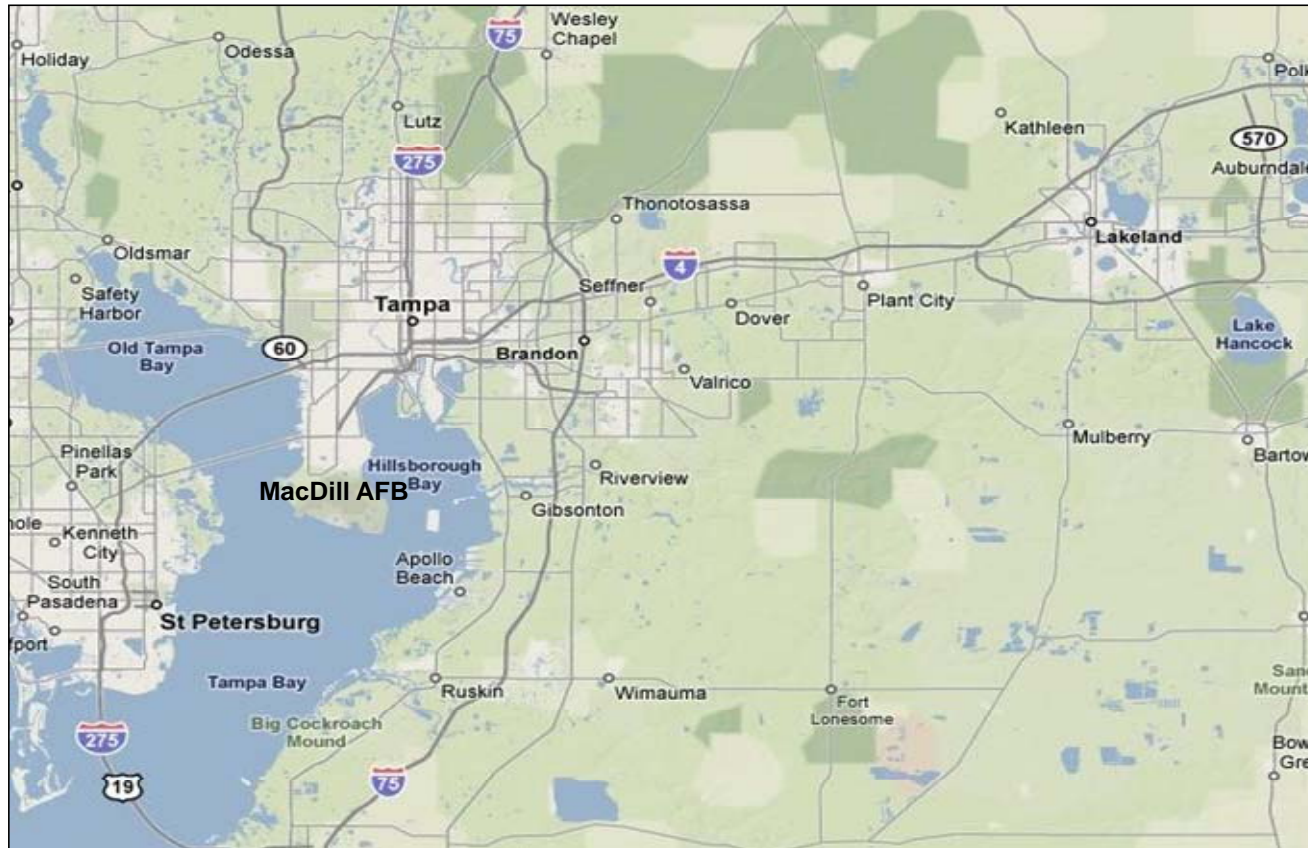 Wesley
Chapel
75
Holiday
Odessa
Polk
Lutz
Kathleen
275
570
Auburndale
Thonotosassa
Oldsmar
Lakeland
4
Safety
Harbor
Seffner
Plant City
Tampa
Dover
Lake
Hancock
Old Tampa
Bay
60
Brandon
Valrico
Mulberry
Pinellas
Park
Bartow
Hillsborough
Bay
Riverview
MacDill AFB
Gibsonton
Kenneth
City
Apollo
Beach
South
Pasadena
St Petersburg
fport
Tampa Bay
Ruskin
Wimauma
Fort
Lonesome
Big Cockroach
Mound
275
19
75